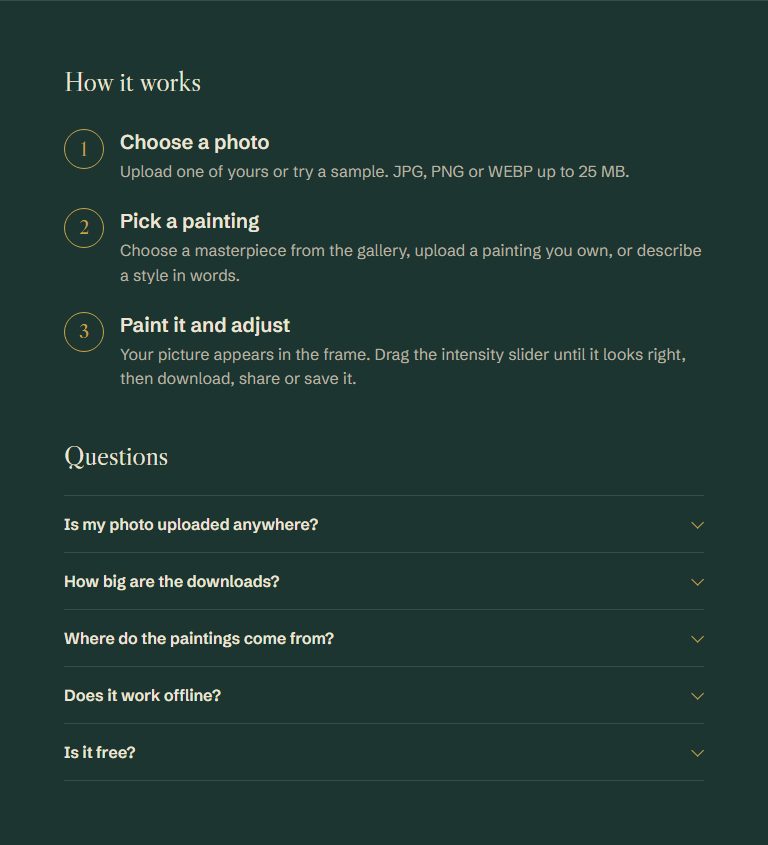 How it works
1
Choose a photo
Upload one of yours or try a sample. JPG, PNG or WEBP up to 25 MB.
2
Pick a painting
Choose a masterpiece from the gallery, upload a painting you own, or describe
a style in words.
3
Paint it and adjust
Your picture appears in the frame. Drag the intensity slider until it looks right,
then download, share or save it.
Questions
Is my photo uploaded anywhere?
How big are the downloads?
Where do the paintings come from?
Does it work offline?
Is it free?